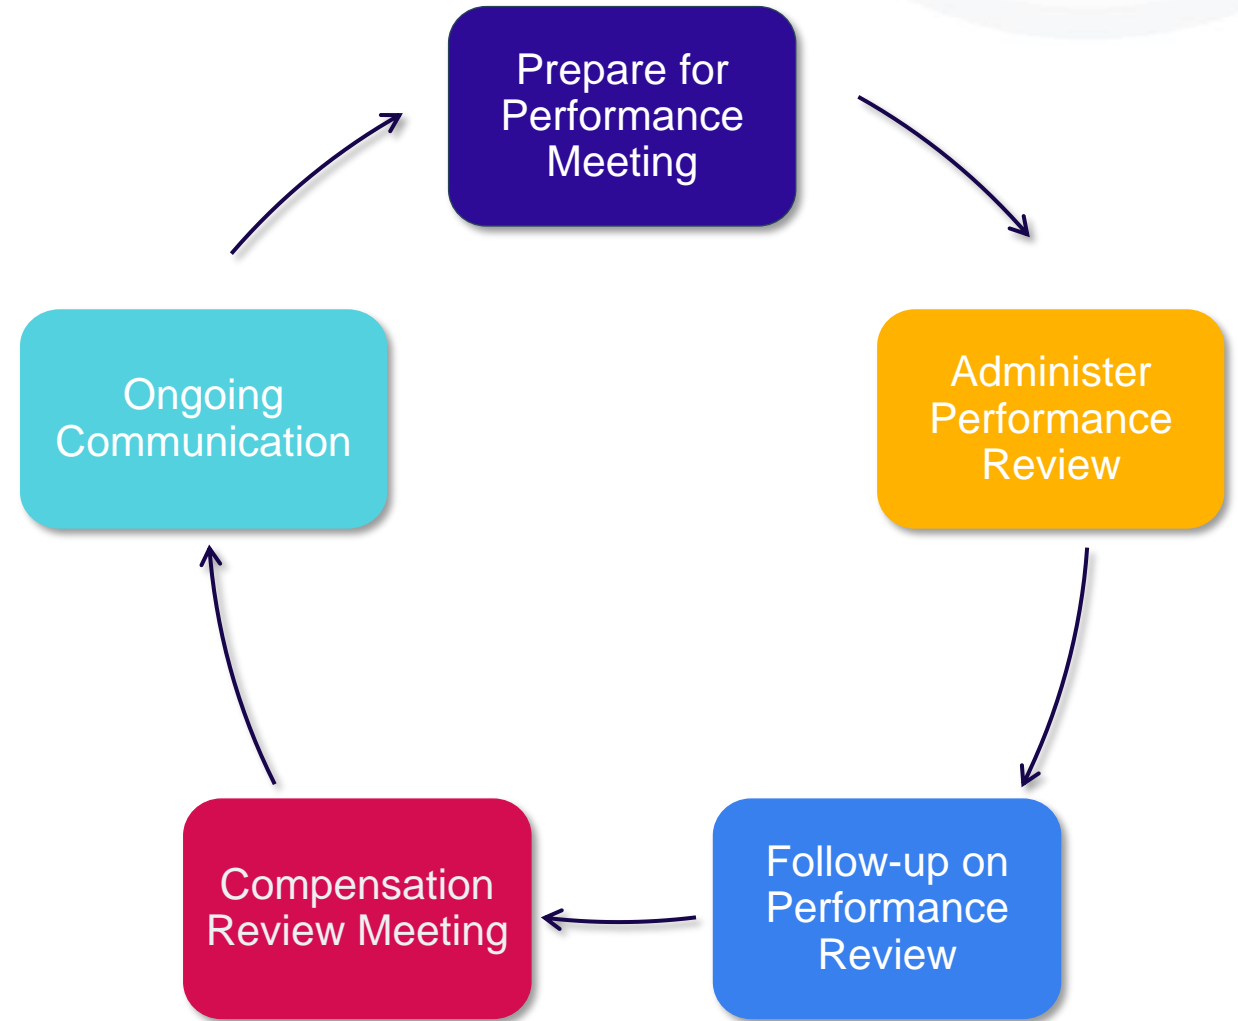 Prepare for
Performance
Meeting
Administer
Performance
Review
Follow-up on
Performance
Review
Compensation
Review Meeting
Ongoing
Communication